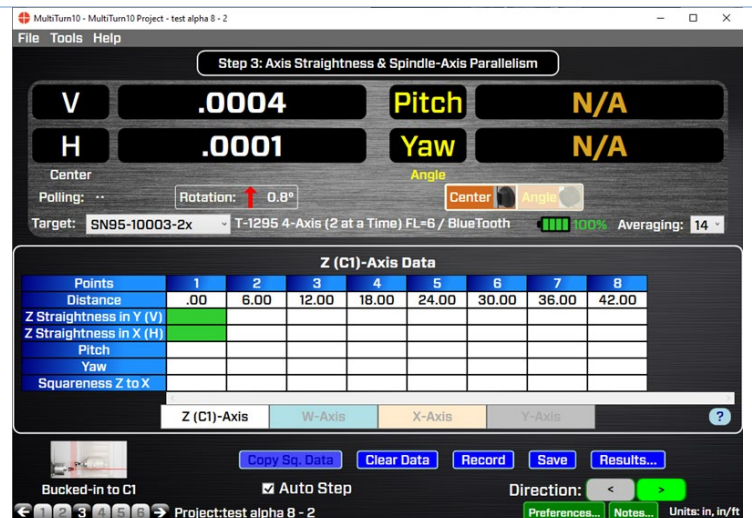 MultiTurn10 - MultiTurn10 Project - test alpha 8 - 2
File Tools Help
Step 3: Axis Straightness & Spindle-Axis Parallelism
V .0004 Pitch N/A
H .0001 Yaw N/A
Center Angle
Polling: .. Rotation: 0.8° Center Angle
Target: SN95-10003-2x T-1295 4-Axis (2 at a Time) FL=6 / BlueTooth 100% Averaging: 14
Z (C1)-Axis Data
Points 1 2 3 4 5 6 7 8
Distance .00 6.00 12.00 18.00 24.00 30.00 36.00 42.00
Z Straightness in Y (V)
Z Straightness in X (H)
Pitch
Yaw
Squareness Z to X
Z (C1)-Axis W-Axis X-Axis Y-Axis ?
Copy Sq. Data Clear Data Record Save Results...
Bucked-in to C1 Auto Step Direction: < >
1 2 3 4 5 6 Project:test alpha 8 - 2 Preferences... Notes... Units: in, in/ft